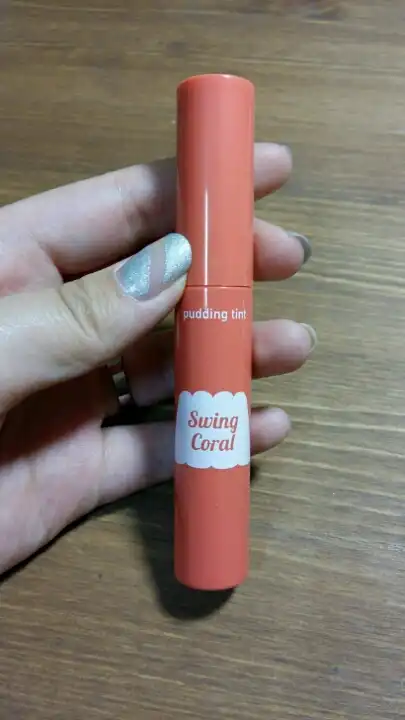 pudding tint
Swing
Coral